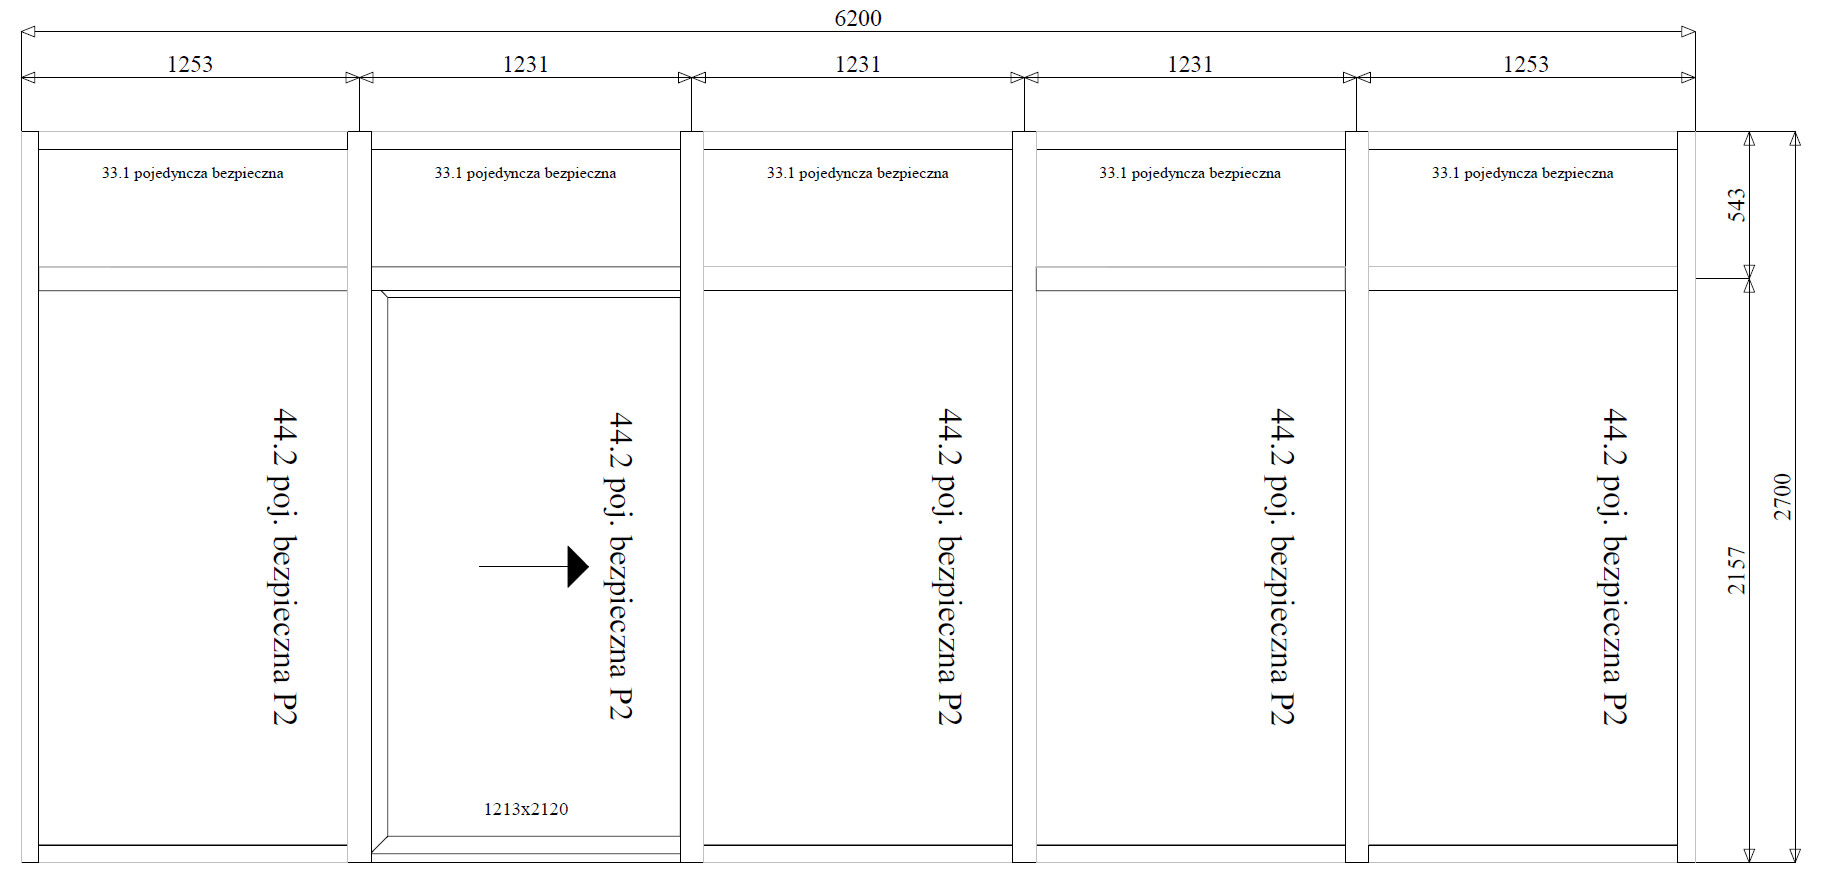 6200
1253 1231 1231 1231 1253
33.1 pojedyncza bezpieczna 33.1 pojedyncza bezpieczna 33.1 pojedyncza bezpieczna 33.1 pojedyncza bezpieczna 33.1 pojedyncza bezpieczna
543
44.2 poj. bezpieczna P2
44.2 poj. bezpieczna P2
44.2 poj. bezpieczna P2
44.2 poj. bezpieczna P2
44.2 poj. bezpieczna P2
2157
2700
1213x2120